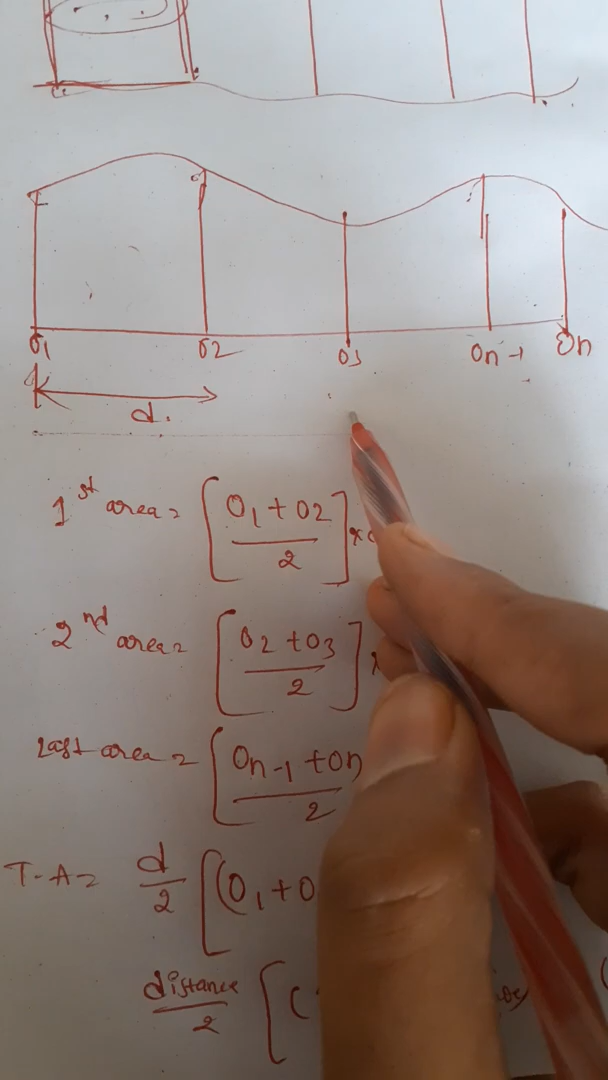 O1 O2 O3 On-1 On
d.
1st area = [O1 + O2 / 2] ×
2nd area = [O2 + O3 / 2]
Last area = [On-1 + On / 2
T-A = d/2 [(O1 + O
distance/2 [(